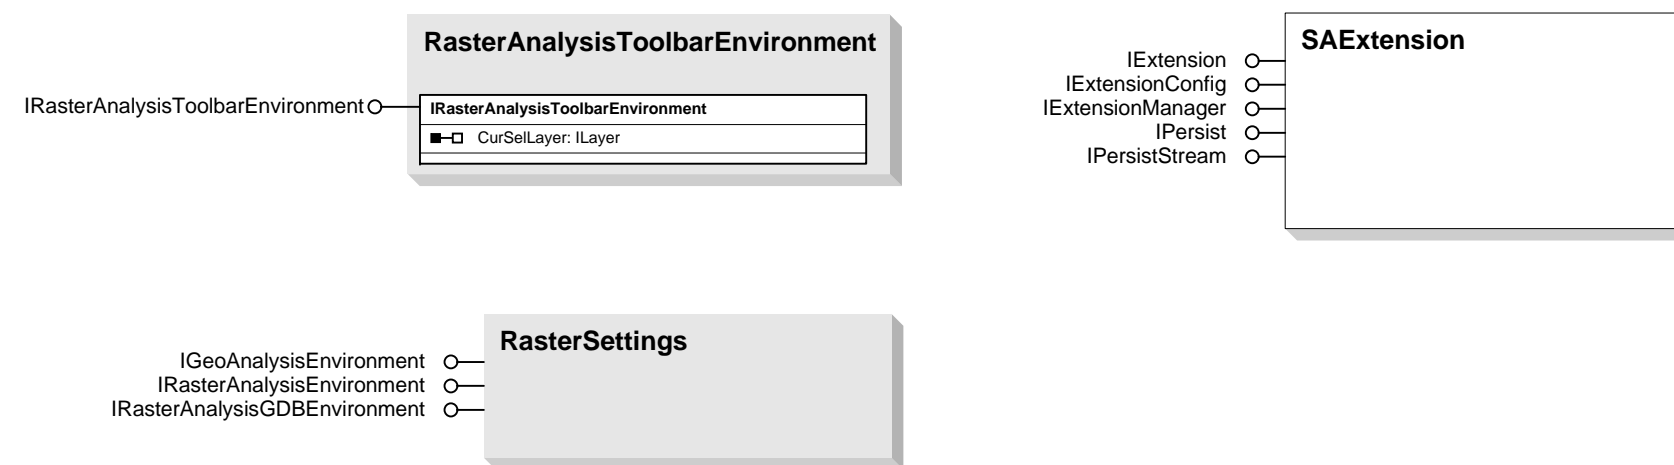 RasterAnalysisToolbarEnvironment
IRasterAnalysisToolbarEnvironment
IRasterAnalysisToolbarEnvironment
CurSelLayer: ILayer
SAExtension
IExtension
IExtensionConfig
IExtensionManager
IPersist
IPersistStream
RasterSettings
IGeoAnalysisEnvironment
IRasterAnalysisEnvironment
IRasterAnalysisGDBEnvironment